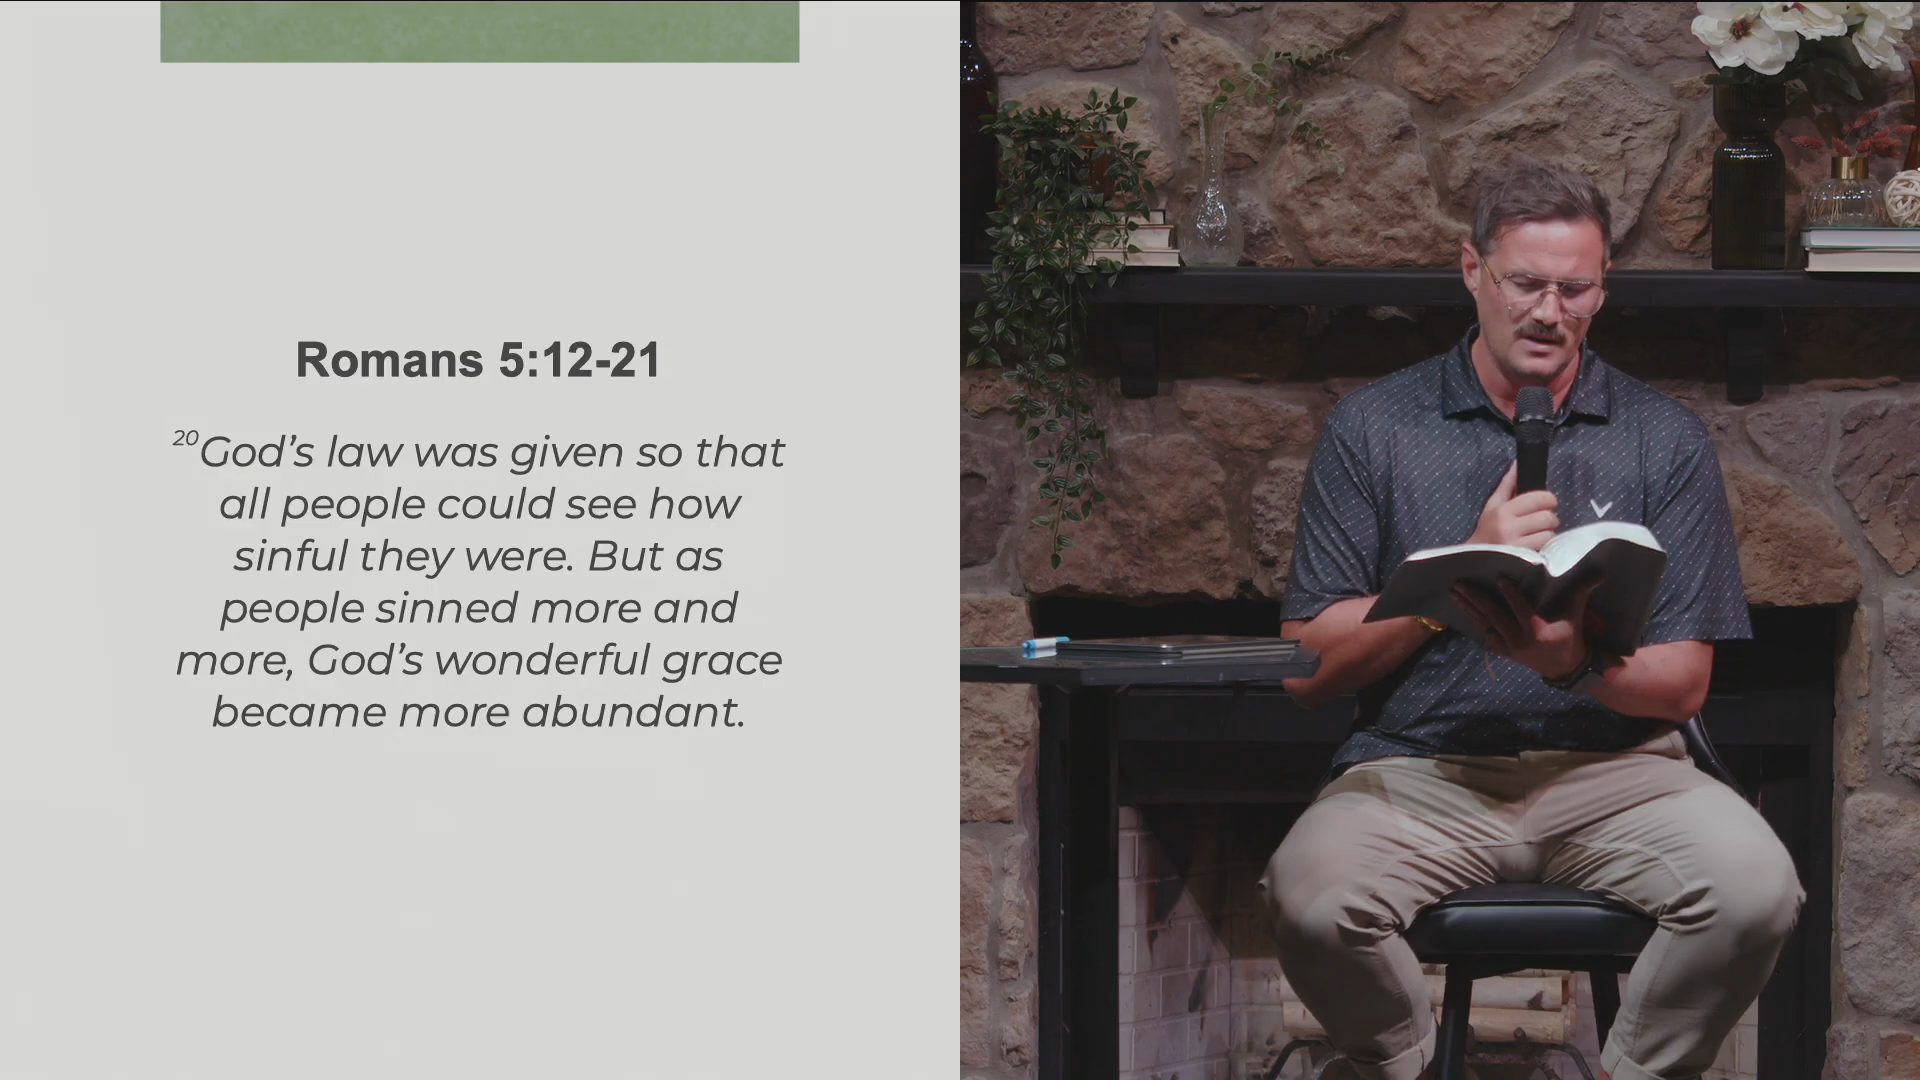 Romans 5:12-21
20God’s law was given so that
all people could see how
sinful they were. But as
people sinned more and
more, God’s wonderful grace
became more abundant.